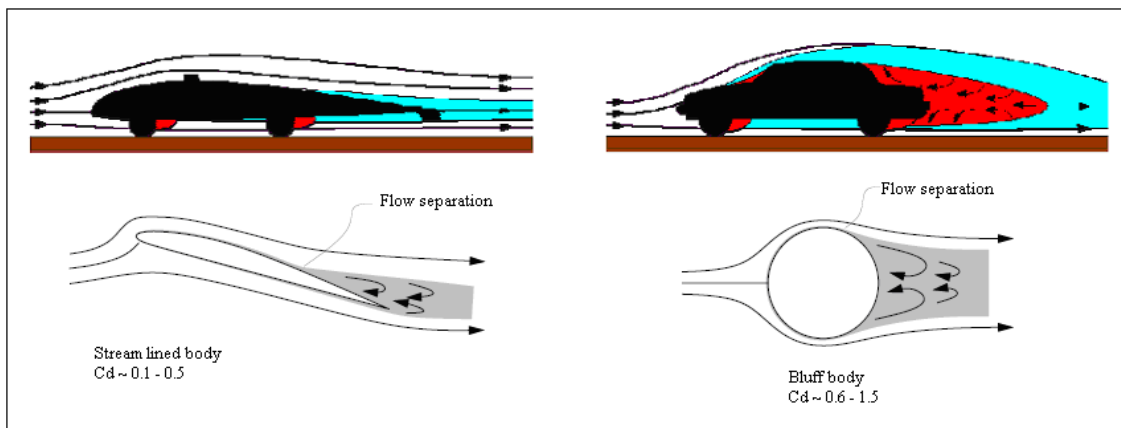 Flow separation
Stream lined body
Cd ~ 0.1 - 0.5
Flow separation
Bluff body
Cd ~ 0.6 - 1.5